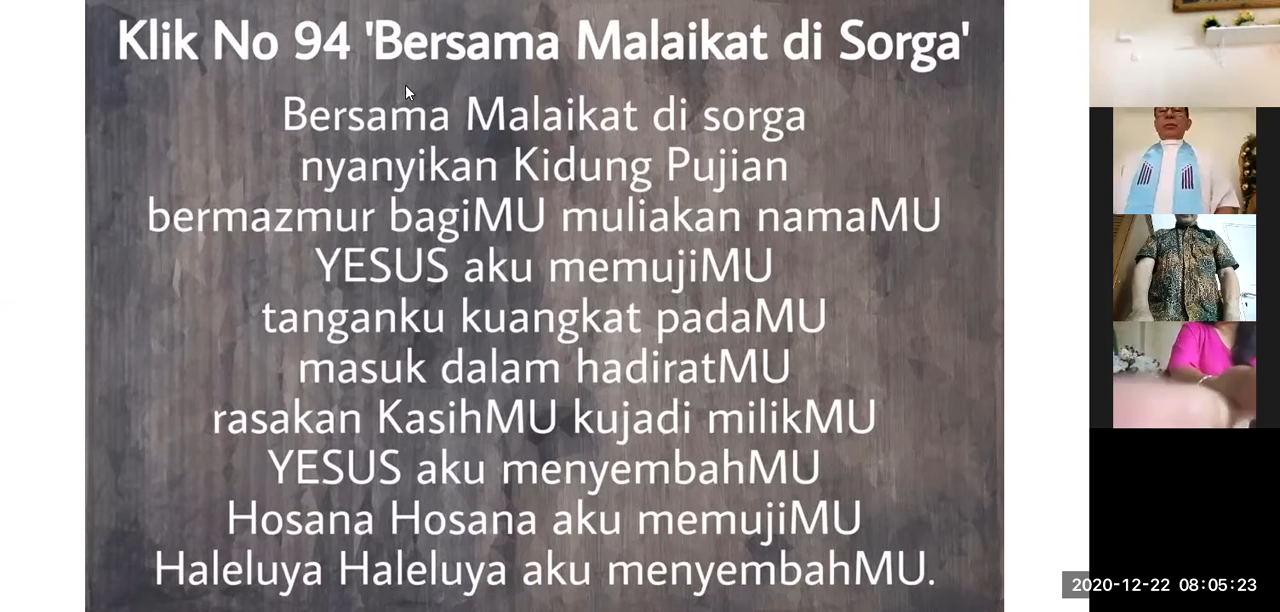 Klik No 94 'Bersama Malaikat di Sorga'
Bersama Malaikat di sorga
nyanyikan Kidung Pujian
bermazmur bagiMU muliakan namaMU
YESUS aku memujiMU
tanganku kuangkat padaMU
masuk dalam hadiratMU
rasakan KasihMU kujadi milikMU
YESUS aku menyembahMU
Hosana Hosana aku memujiMU
Haleluya Haleluya aku menyembahMU.
2020-12-22 08:05:23